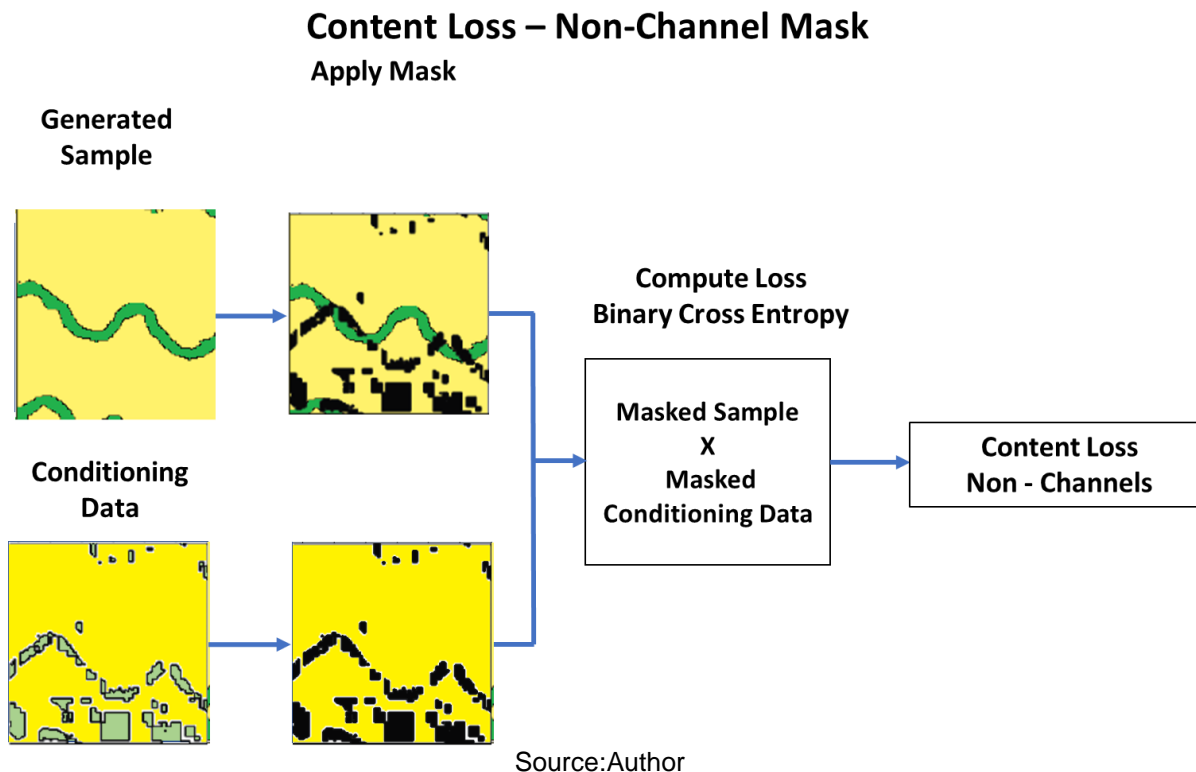 Content Loss – Non-Channel Mask
Apply Mask
Generated
Sample
Compute Loss
Binary Cross Entropy
Masked Sample
X
Masked
Conditioning Data
Content Loss
Non - Channels
Conditioning
Data
Source:Author